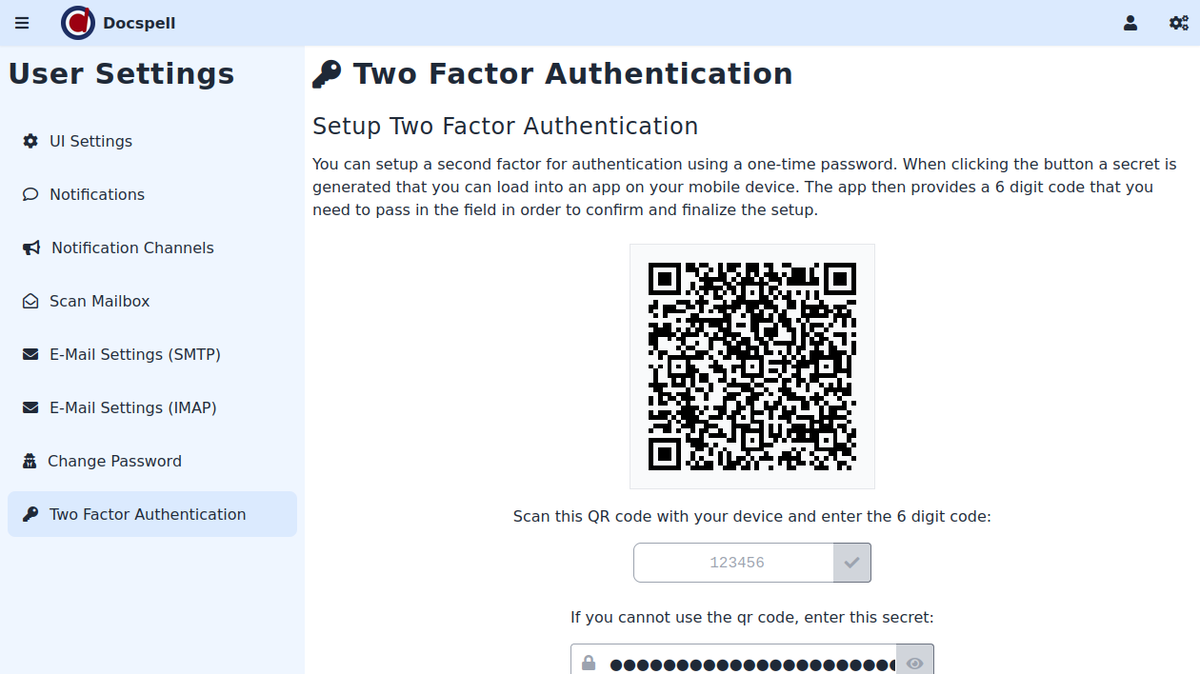 Docspell
User Settings
UI Settings
Notifications
Notification Channels
Scan Mailbox
E-Mail Settings (SMTP)
E-Mail Settings (IMAP)
Change Password
Two Factor Authentication
Two Factor Authentication
Setup Two Factor Authentication
You can setup a second factor for authentication using a one-time password. When clicking the button a secret is
generated that you can load into an app on your mobile device. The app then provides a 6 digit code that you
need to pass in the field in order to confirm and finalize the setup.
Scan this QR code with your device and enter the 6 digit code:
123456
If you cannot use the qr code, enter this secret: